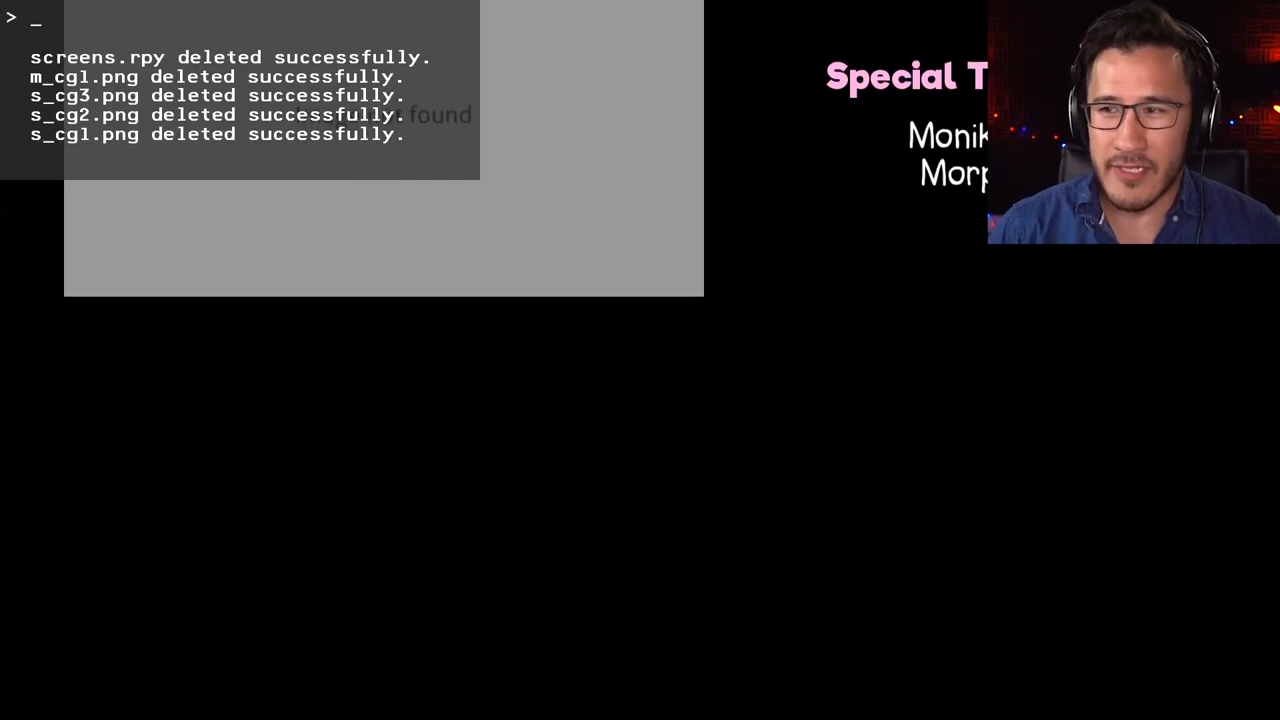 > _
screens.rpy deleted successfully.
m_cg1.png deleted successfully.
s_cg3.png deleted successfully.
s_cg2.png deleted successfully.
s_cg1.png deleted successfully.
found
Special T
Monik
Morp